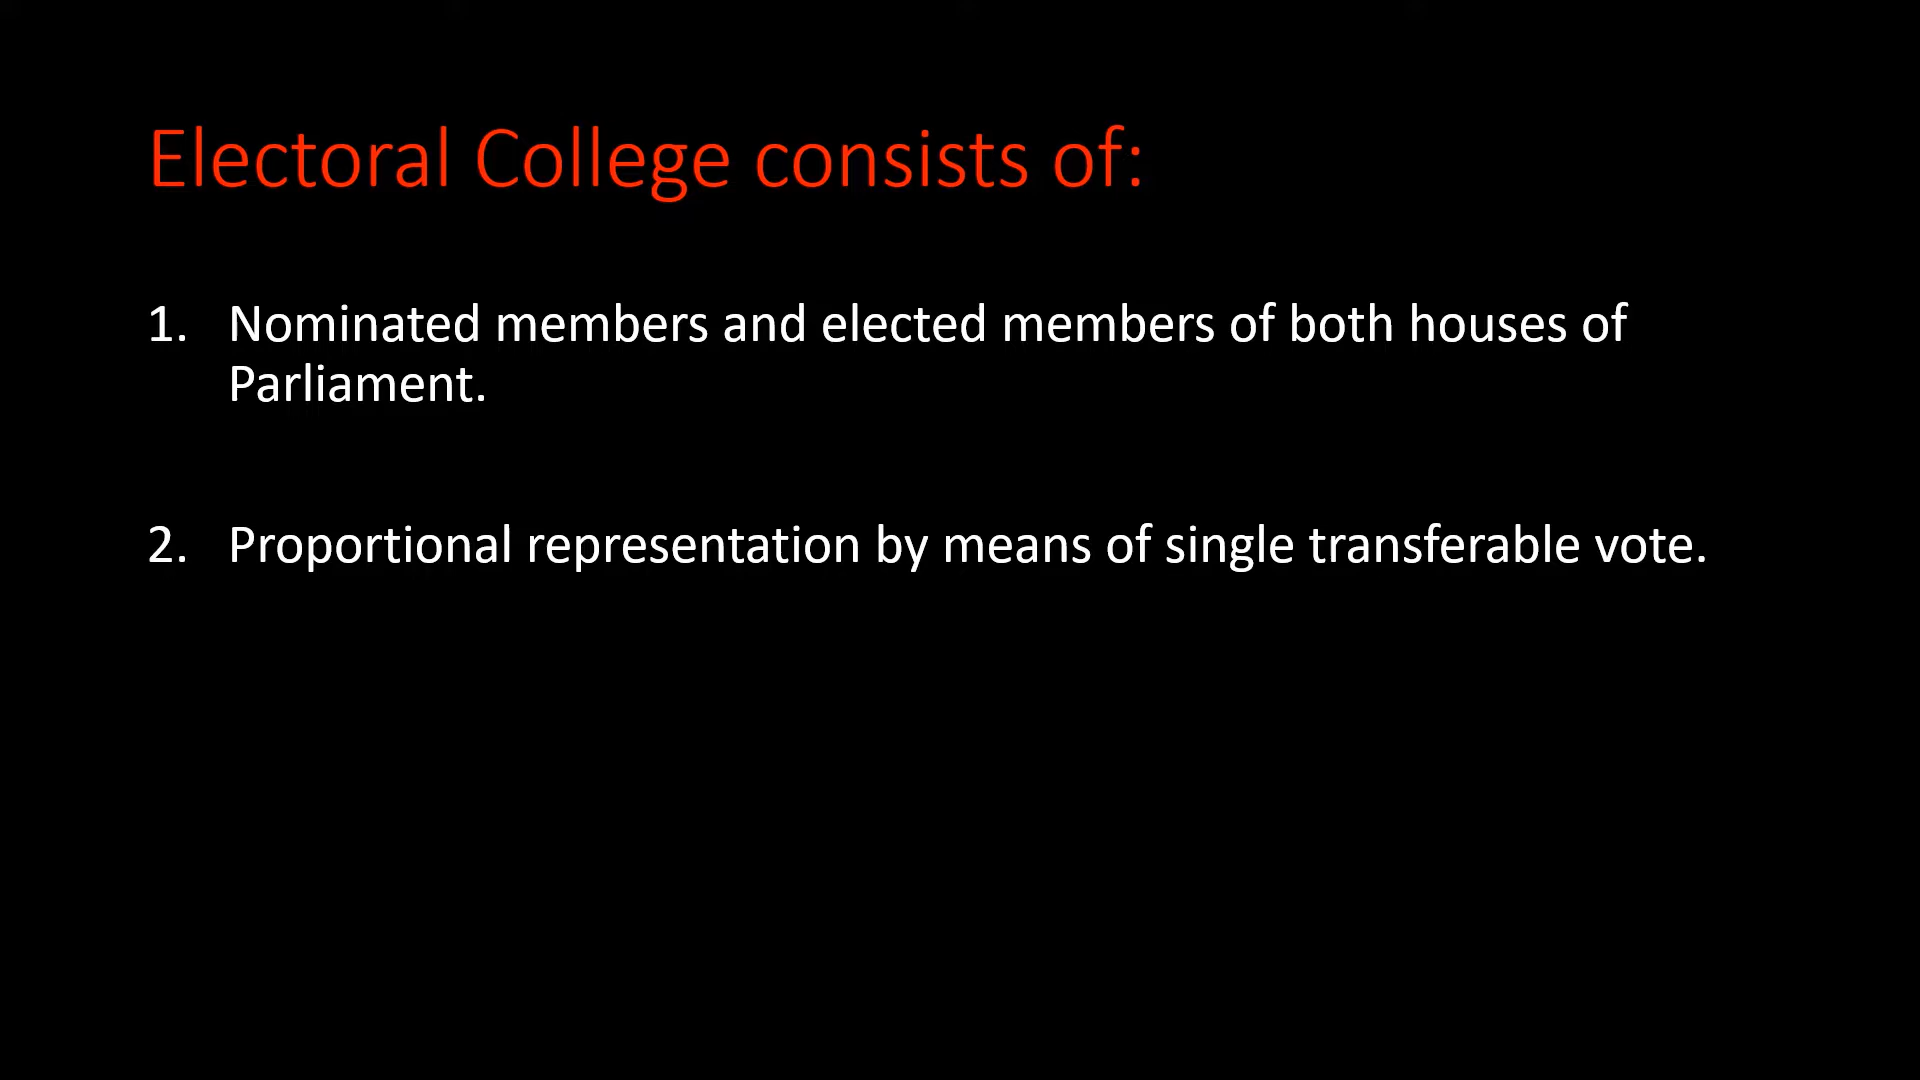 Electoral College consists of:
1. Nominated members and elected members of both houses of
Parliament.
2. Proportional representation by means of single transferable vote.